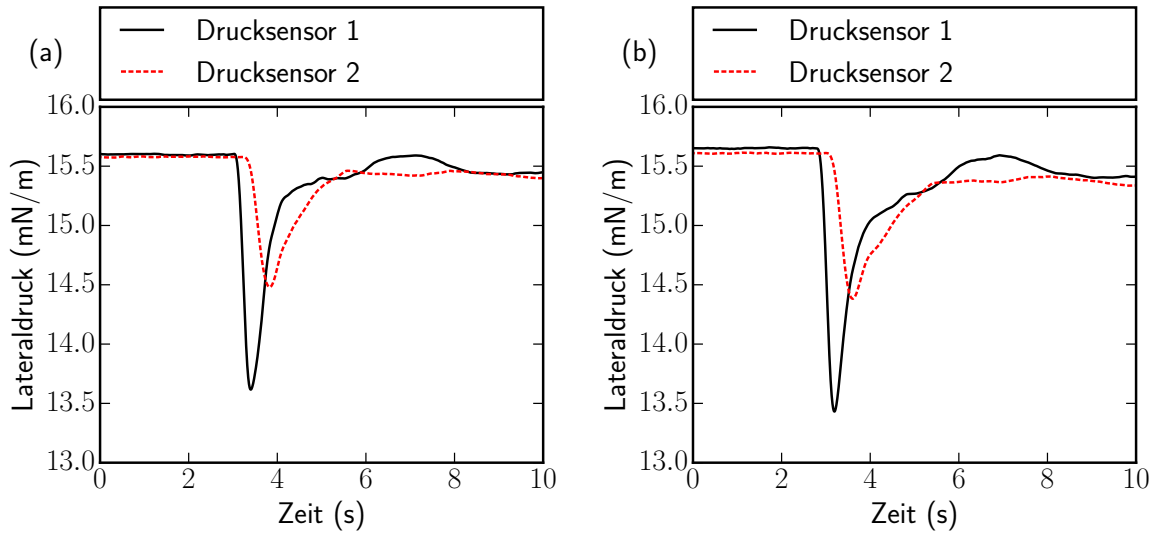 (a)
Drucksensor 1
Drucksensor 2
16.0
15.5
15.0
14.5
14.0
13.5
13.0
Lateraldruck (mN/m)
0 2 4 6 8 10
Zeit (s)
(b)
Drucksensor 1
Drucksensor 2
16.0
15.5
15.0
14.5
14.0
13.5
13.0
Lateraldruck (mN/m)
0 2 4 6 8 10
Zeit (s)